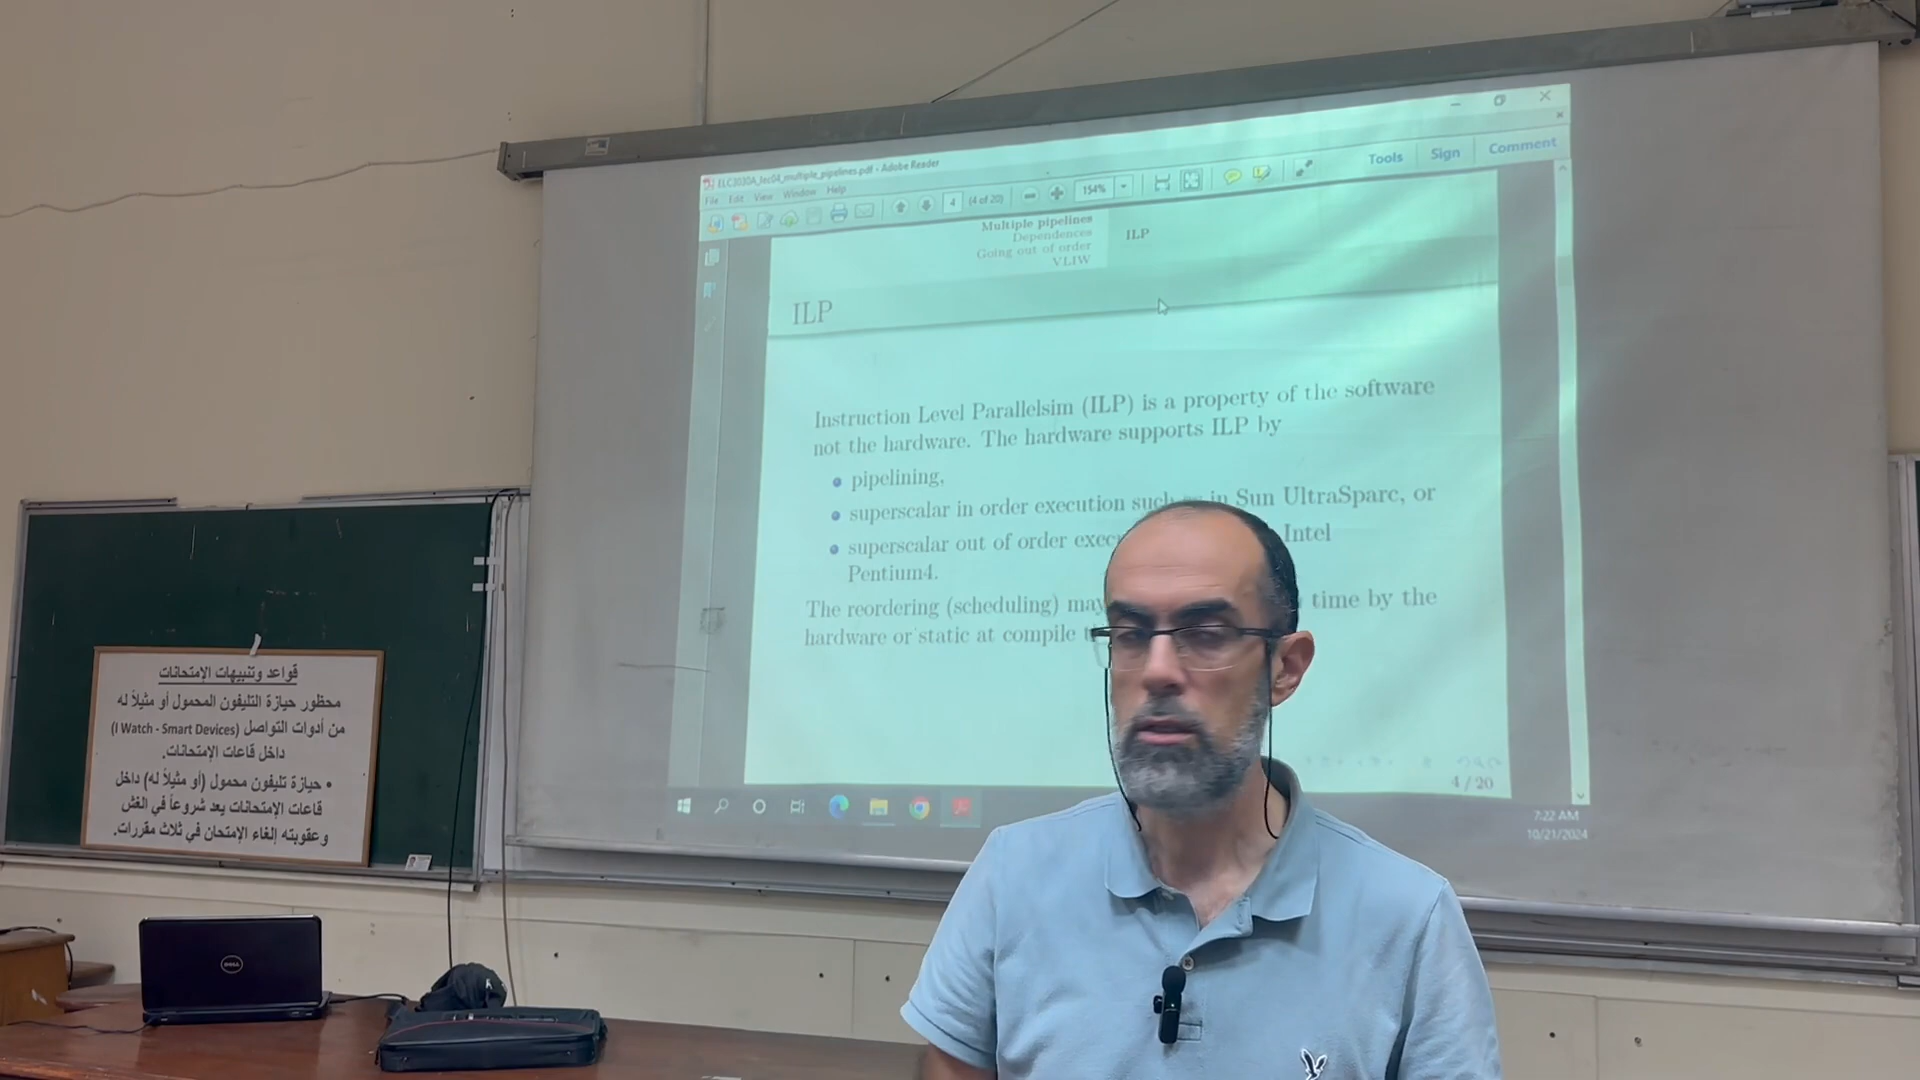 ELC3030A_lec04_multiple_pipelines.pdf - Adobe Reader
File Edit View Window Help
Tools Sign Comment
4 (4 of 20) 154%
Multiple pipelines
Dependences
Going out of order
VLIW
ILP
ILP
Instruction Level Parallelsim (ILP) is a property of the software
not the hardware. The hardware supports ILP by
pipelining,
superscalar in order execution such in Sun UltraSparc, or
superscalar out of order Intel
Pentium4.
The reordering (scheduling) may time by the
hardware or static at compile
4/20
7:22 AM
10/21/2024
قواعد وتنبيهات الإمتحانات
محظور حيازة التليفون المحمول أو مثيلاً له
من أدوات التواصل (I Watch - Smart Devices)
داخل قاعات الإمتحانات.
• حيازة تليفون محمول (أو مثيلاً له) داخل
قاعات الإمتحانات يعد شروعاً في الغش
وعقوبته إلغاء الإمتحان في ثلاث مقررات.
DELL